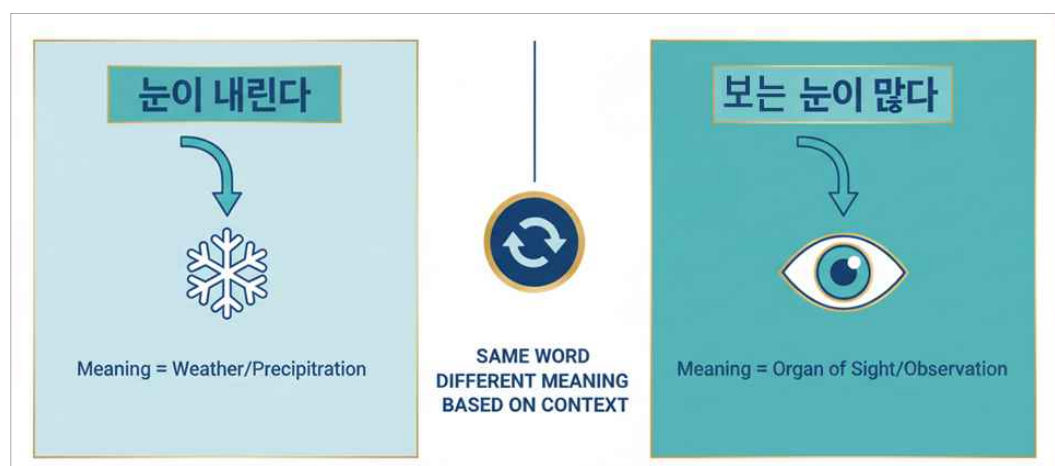 눈이 내린다
Meaning = Weather/Precipitration
SAME WORD
DIFFERENT MEANING
BASED ON CONTEXT
보는 눈이 많다
Meaning = Organ of Sight/Observation